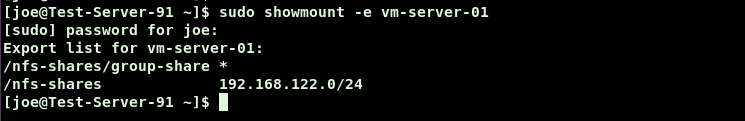 [joe@Test-Server-91 ~]$ sudo showmount -e vm-server-01
[sudo] password for joe:
Export list for vm-server-01:
/nfs-shares/group-share *
/nfs-shares             192.168.122.0/24
[joe@Test-Server-91 ~]$